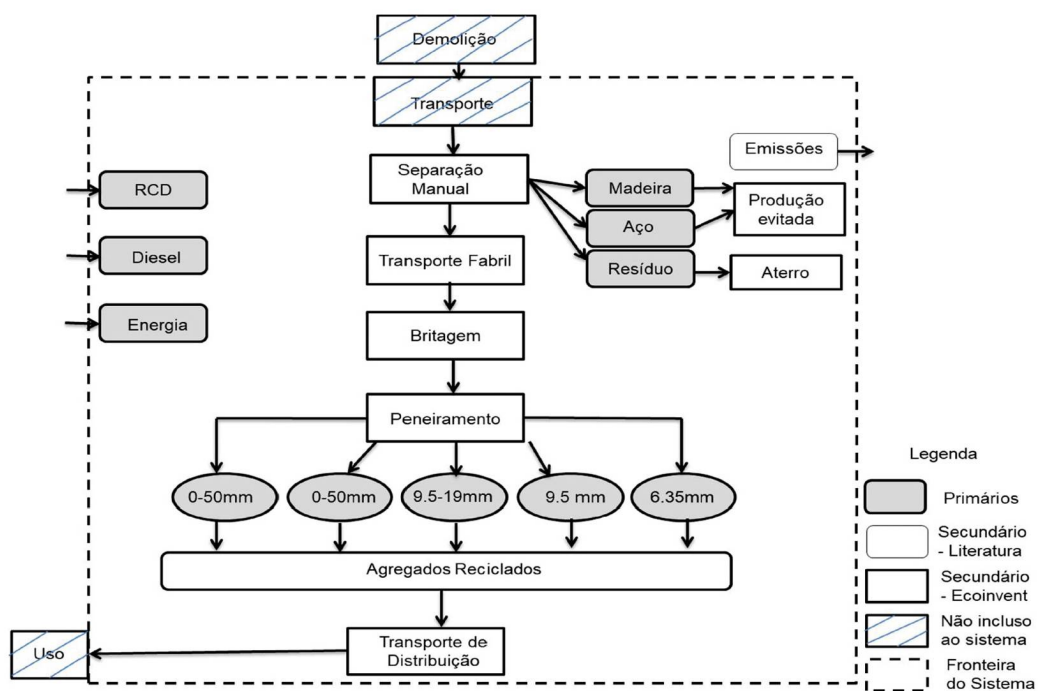 Demolição
Transporte
Emissões
Separação
Manual
Madeira
Produção
evitada
RCD
Aço
Diesel
Transporte Fabril
Resíduo
Aterro
Energia
Britagem
Peneiramento
0-50mm
0-50mm
9.5-19mm
9.5 mm
6.35mm
Agregados Reciclados
Transporte de
Distribuição
Uso
Legenda
Primários
Secundário
- Literatura
Secundário
- Ecoinvent
Não incluso
ao sistema
Fronteira
do Sistema